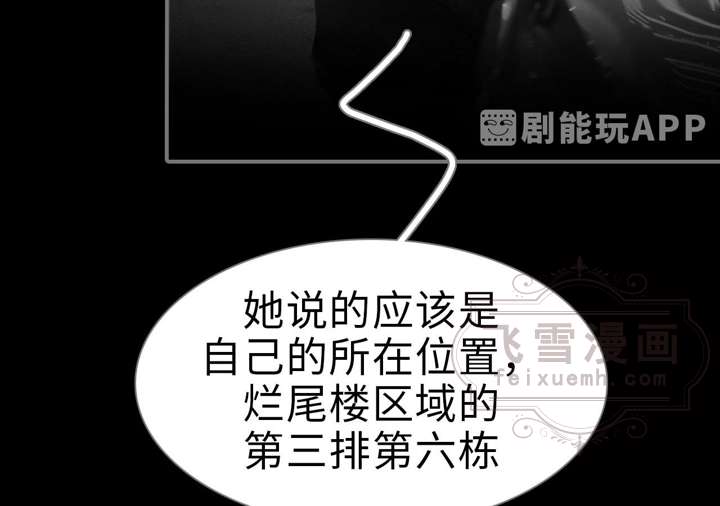 剧能玩APP
她说的应该是
自己的所在位置，
烂尾楼区域的
第三排第六栋
飞雪漫画
feixuemh.com